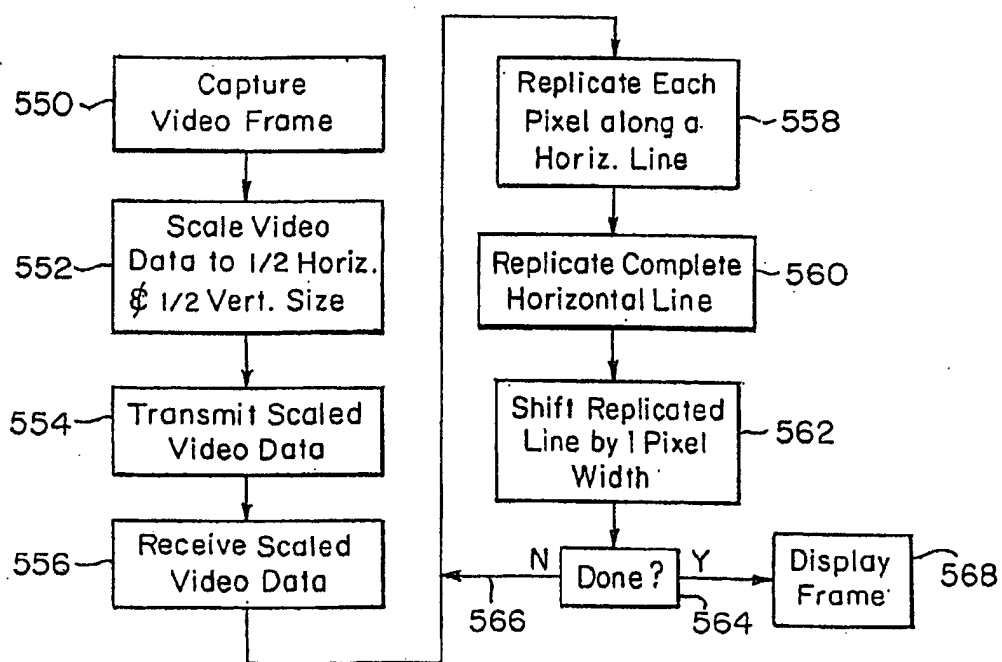 550
Capture
Video Frame
552
Scale Video
Data to 1/2 Horiz.
¢ 1/2 Vert. Size
554
Transmit Scaled
Video Data
556
Receive Scaled
Video Data
Replicate Each
Pixel along a
Horiz. Line
558
Replicate Complete
Horizontal Line
560
Shift Replicated
Line by 1 Pixel
Width
562
N
Done?
Y
564
566
Display
Frame
568